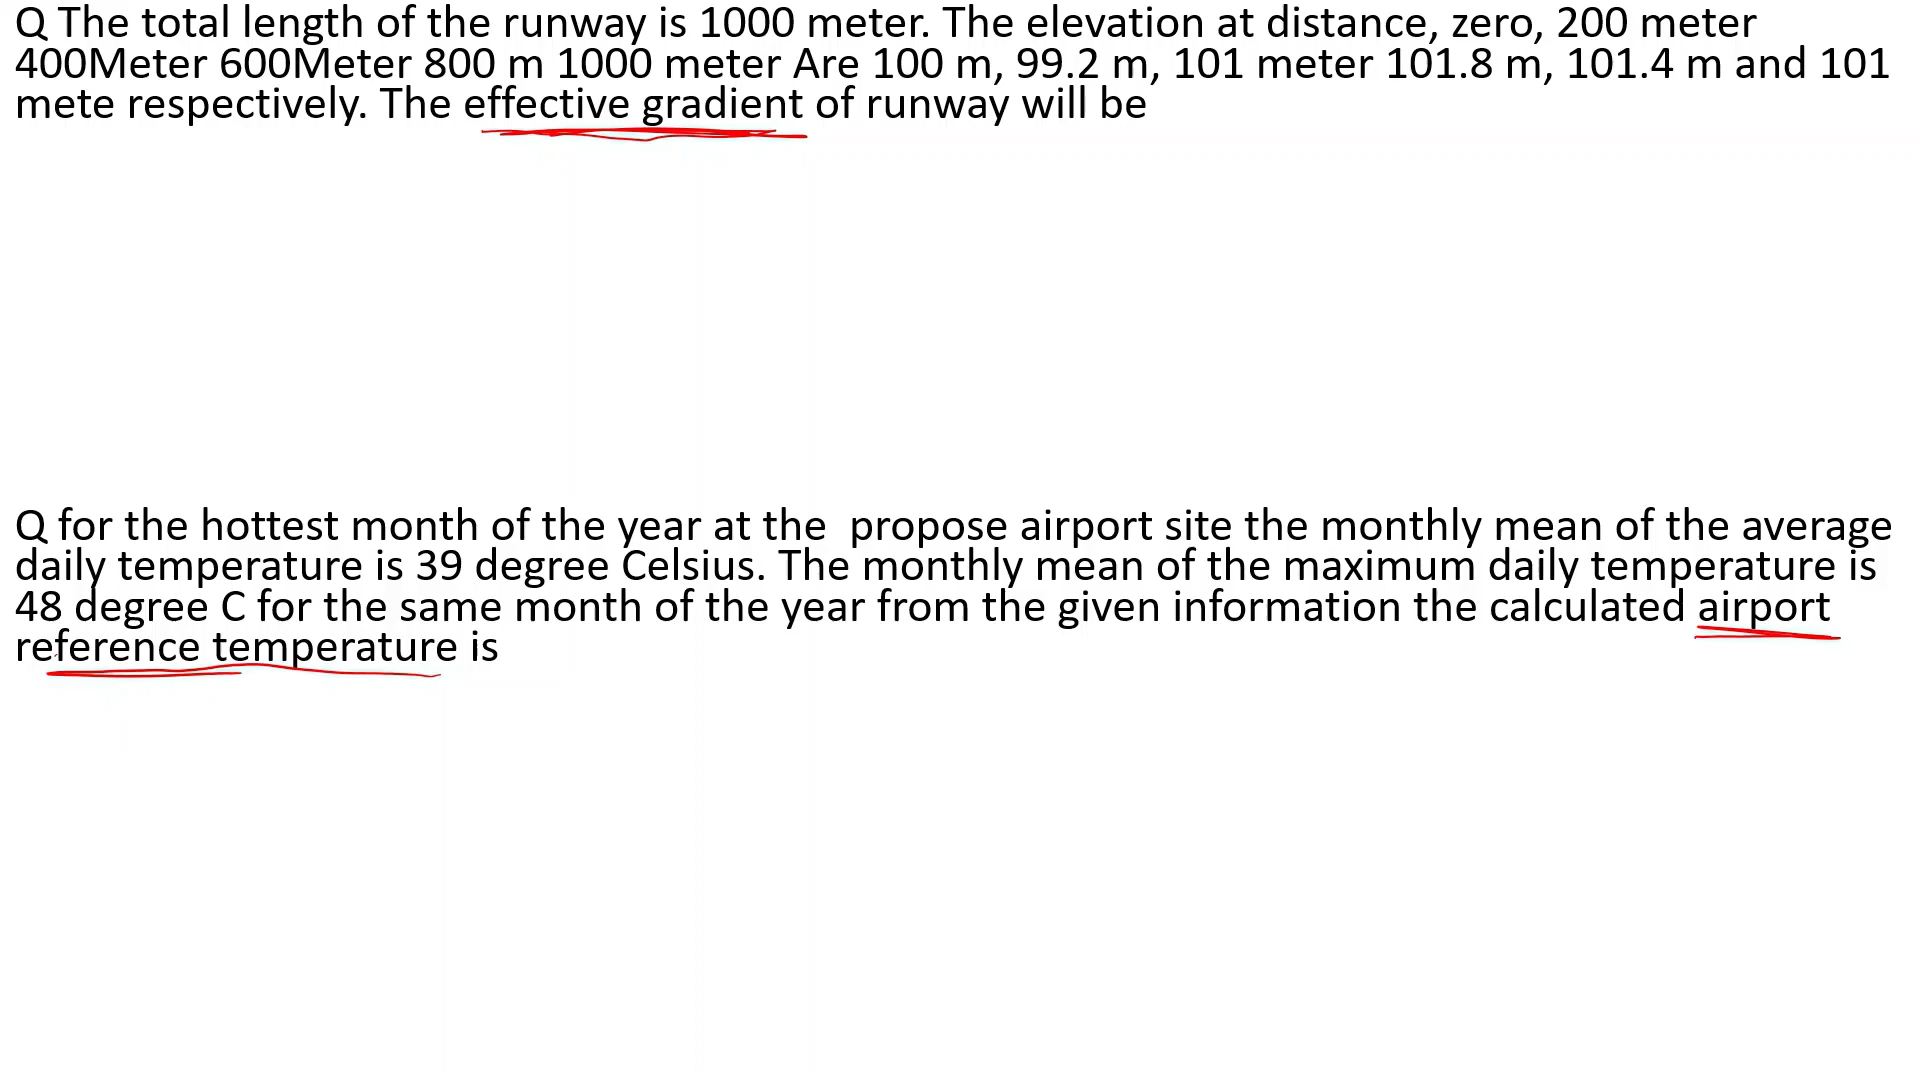 Q The total length of the runway is 1000 meter. The elevation at distance, zero, 200 meter
400Meter 600Meter 800 m 1000 meter Are 100 m, 99.2 m, 101 meter 101.8 m, 101.4 m and 101
mete respectively. The effective gradient of runway will be
Q for the hottest month of the year at the  propose airport site the monthly mean of the average
daily temperature is 39 degree Celsius. The monthly mean of the maximum daily temperature is
48 degree C for the same month of the year from the given information the calculated airport
reference temperature is